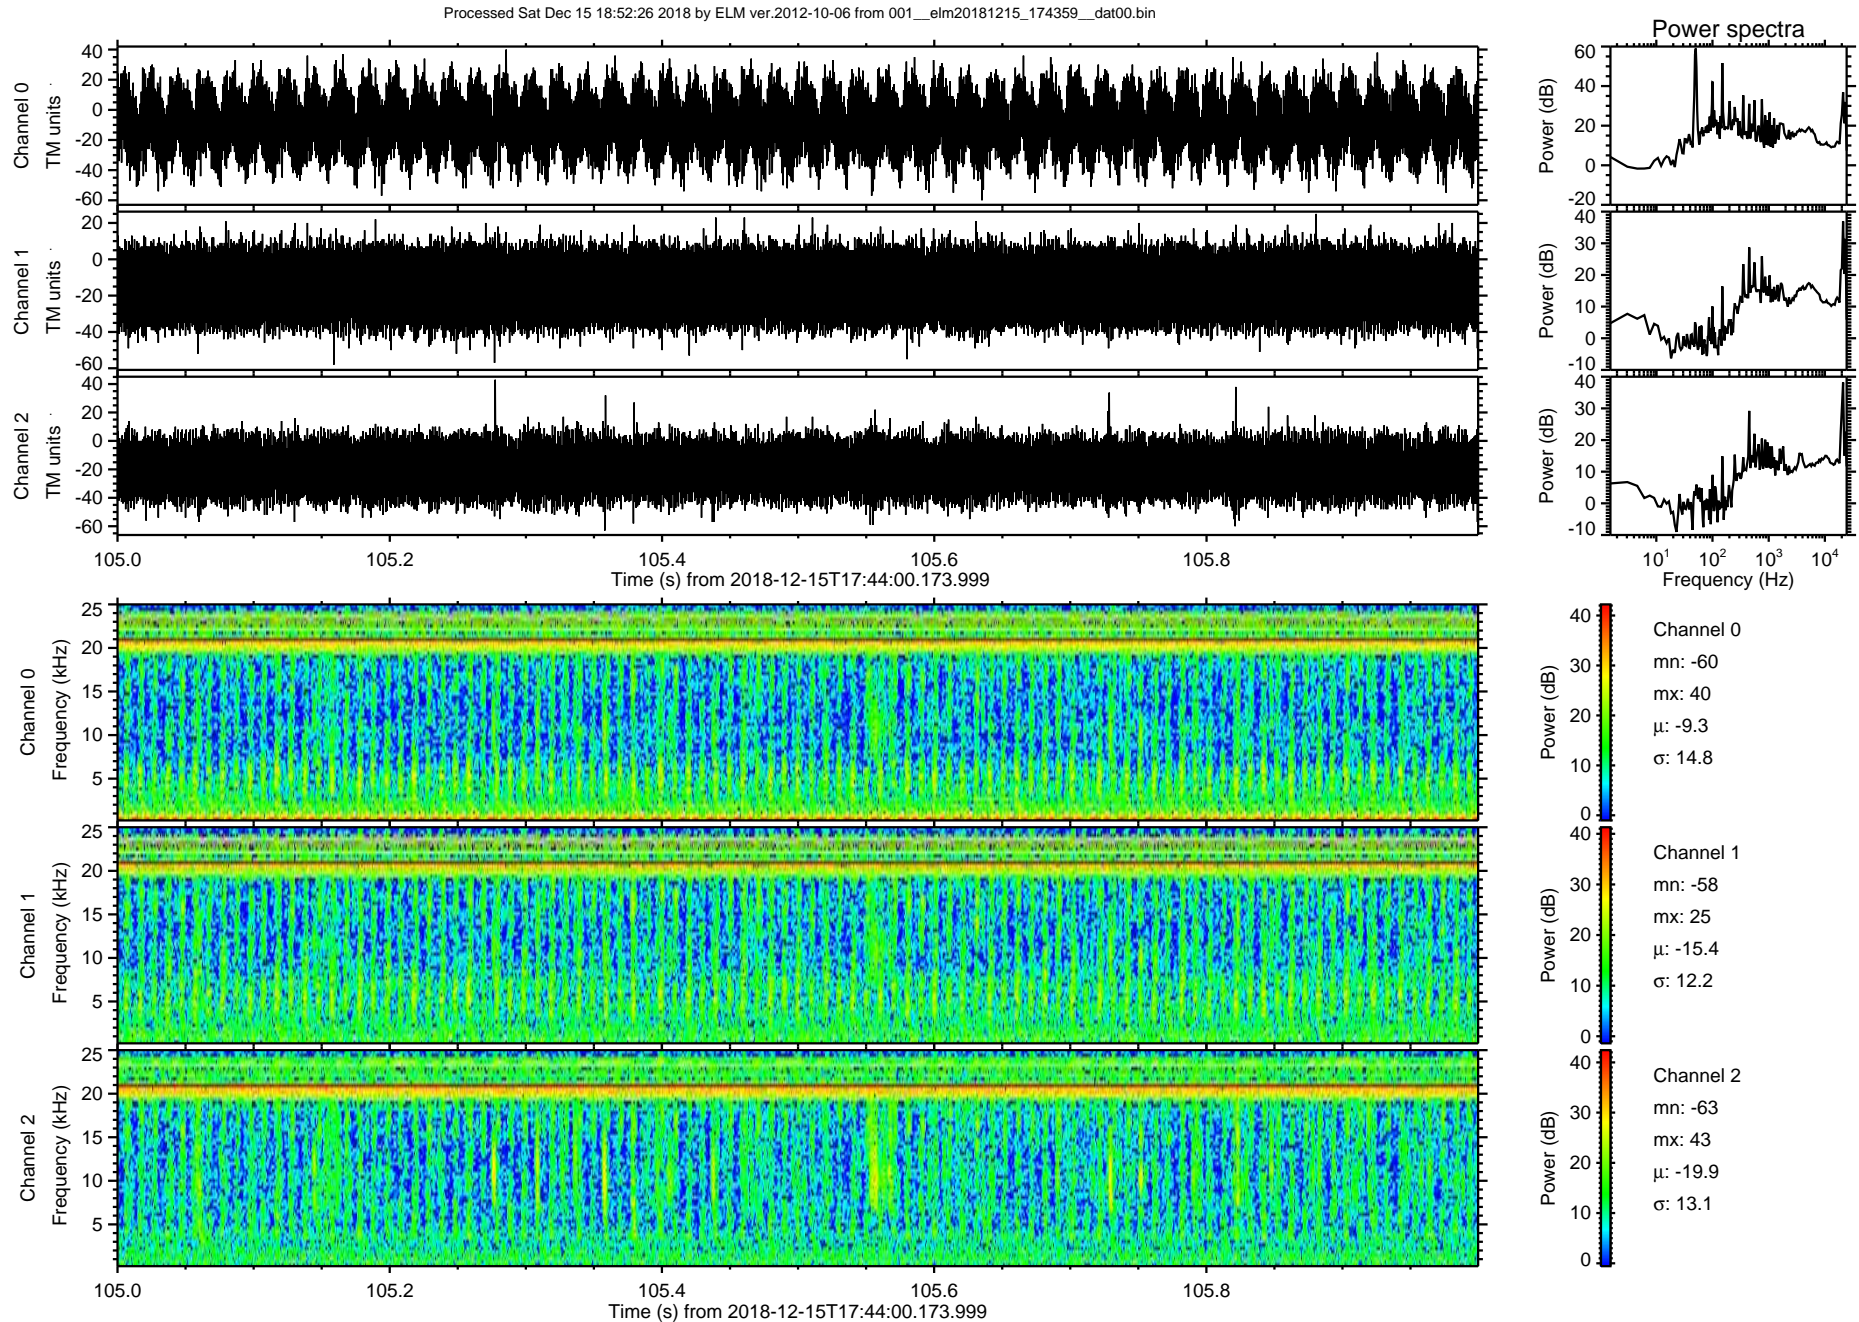 Processed Sat Dec 15 18:52:26 2018 by ELM ver.2012-10-06 from 001__elm20181215_174359__dat00.bin
Power spectra
Channel 0
TM units
40
20
0
-20
-40
-60
Power (dB)
60
40
20
0
-20
Channel 1
TM units
20
0
-20
-40
-60
Power (dB)
40
30
20
10
0
-10
Channel 2
TM units
40
20
0
-20
-40
-60
Power (dB)
40
30
20
10
0
-10
105.0 105.2 105.4 105.6 105.8
Time (s) from 2018-12-15T17:44:00.173.999
10¹ 10² 10³ 10⁴
Frequency (Hz)
Channel 0
Frequency (kHz)
25
20
15
10
5
Power (dB)
40
30
20
10
0
Channel 0
mn: -60
mx: 40
μ: -9.3
σ: 14.8
Channel 1
Frequency (kHz)
25
20
15
10
5
Power (dB)
40
30
20
10
0
Channel 1
mn: -58
mx: 25
μ: -15.4
σ: 12.2
Channel 2
Frequency (kHz)
25
20
15
10
5
Power (dB)
40
30
20
10
0
Channel 2
mn: -63
mx: 43
μ: -19.9
σ: 13.1
105.0 105.2 105.4 105.6 105.8
Time (s) from 2018-12-15T17:44:00.173.999